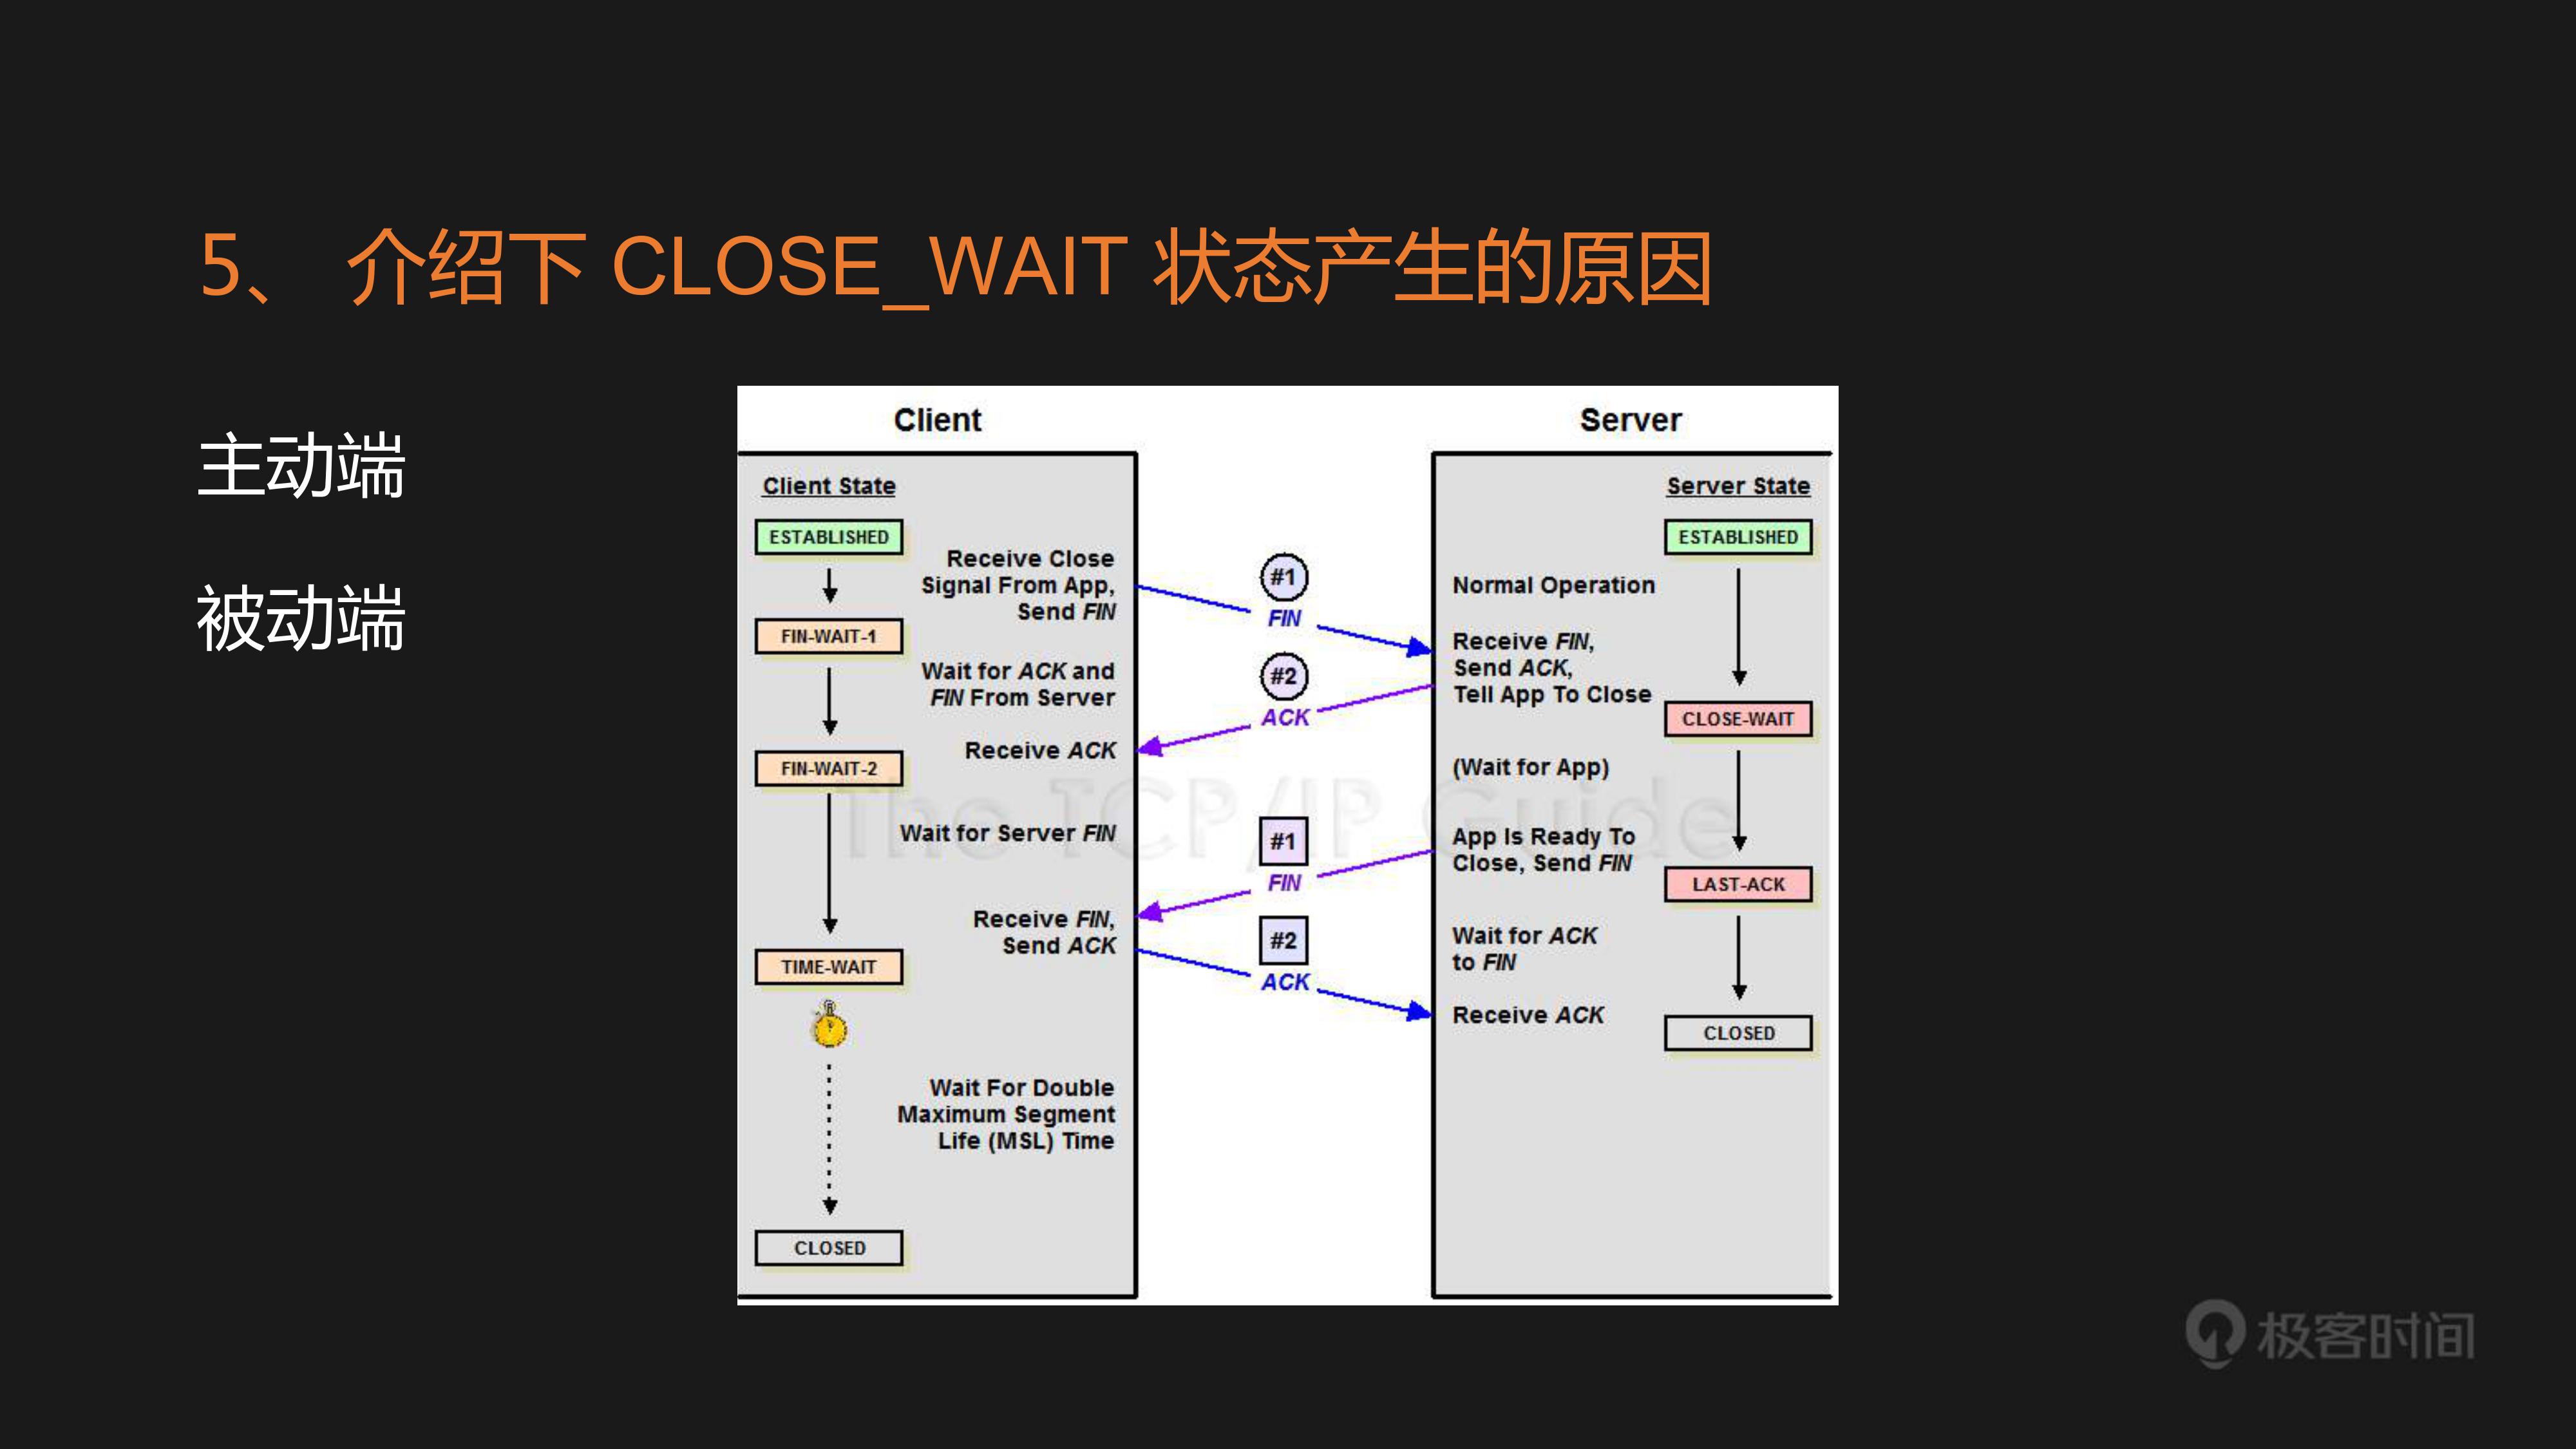 5、 介绍下 CLOSE_WAIT 状态产生的原因
主动端
被动端
Client
Server
Client State
Server State
ESTABLISHED
ESTABLISHED
Receive Close
Signal From App,
Send FIN
#1
FIN
Normal Operation
FIN-WAIT-1
Receive FIN,
Send ACK,
Tell App To Close
Wait for ACK and
FIN From Server
#2
ACK
CLOSE-WAIT
Receive ACK
FIN-WAIT-2
(Wait for App)
The TCP/IP Guide
Wait for Server FIN
#1
FIN
App Is Ready To
Close, Send FIN
LAST-ACK
Receive FIN,
Send ACK
#2
ACK
Wait for ACK
to FIN
TIME-WAIT
Receive ACK
CLOSED
Wait For Double
Maximum Segment
Life (MSL) Time
CLOSED
极客时间